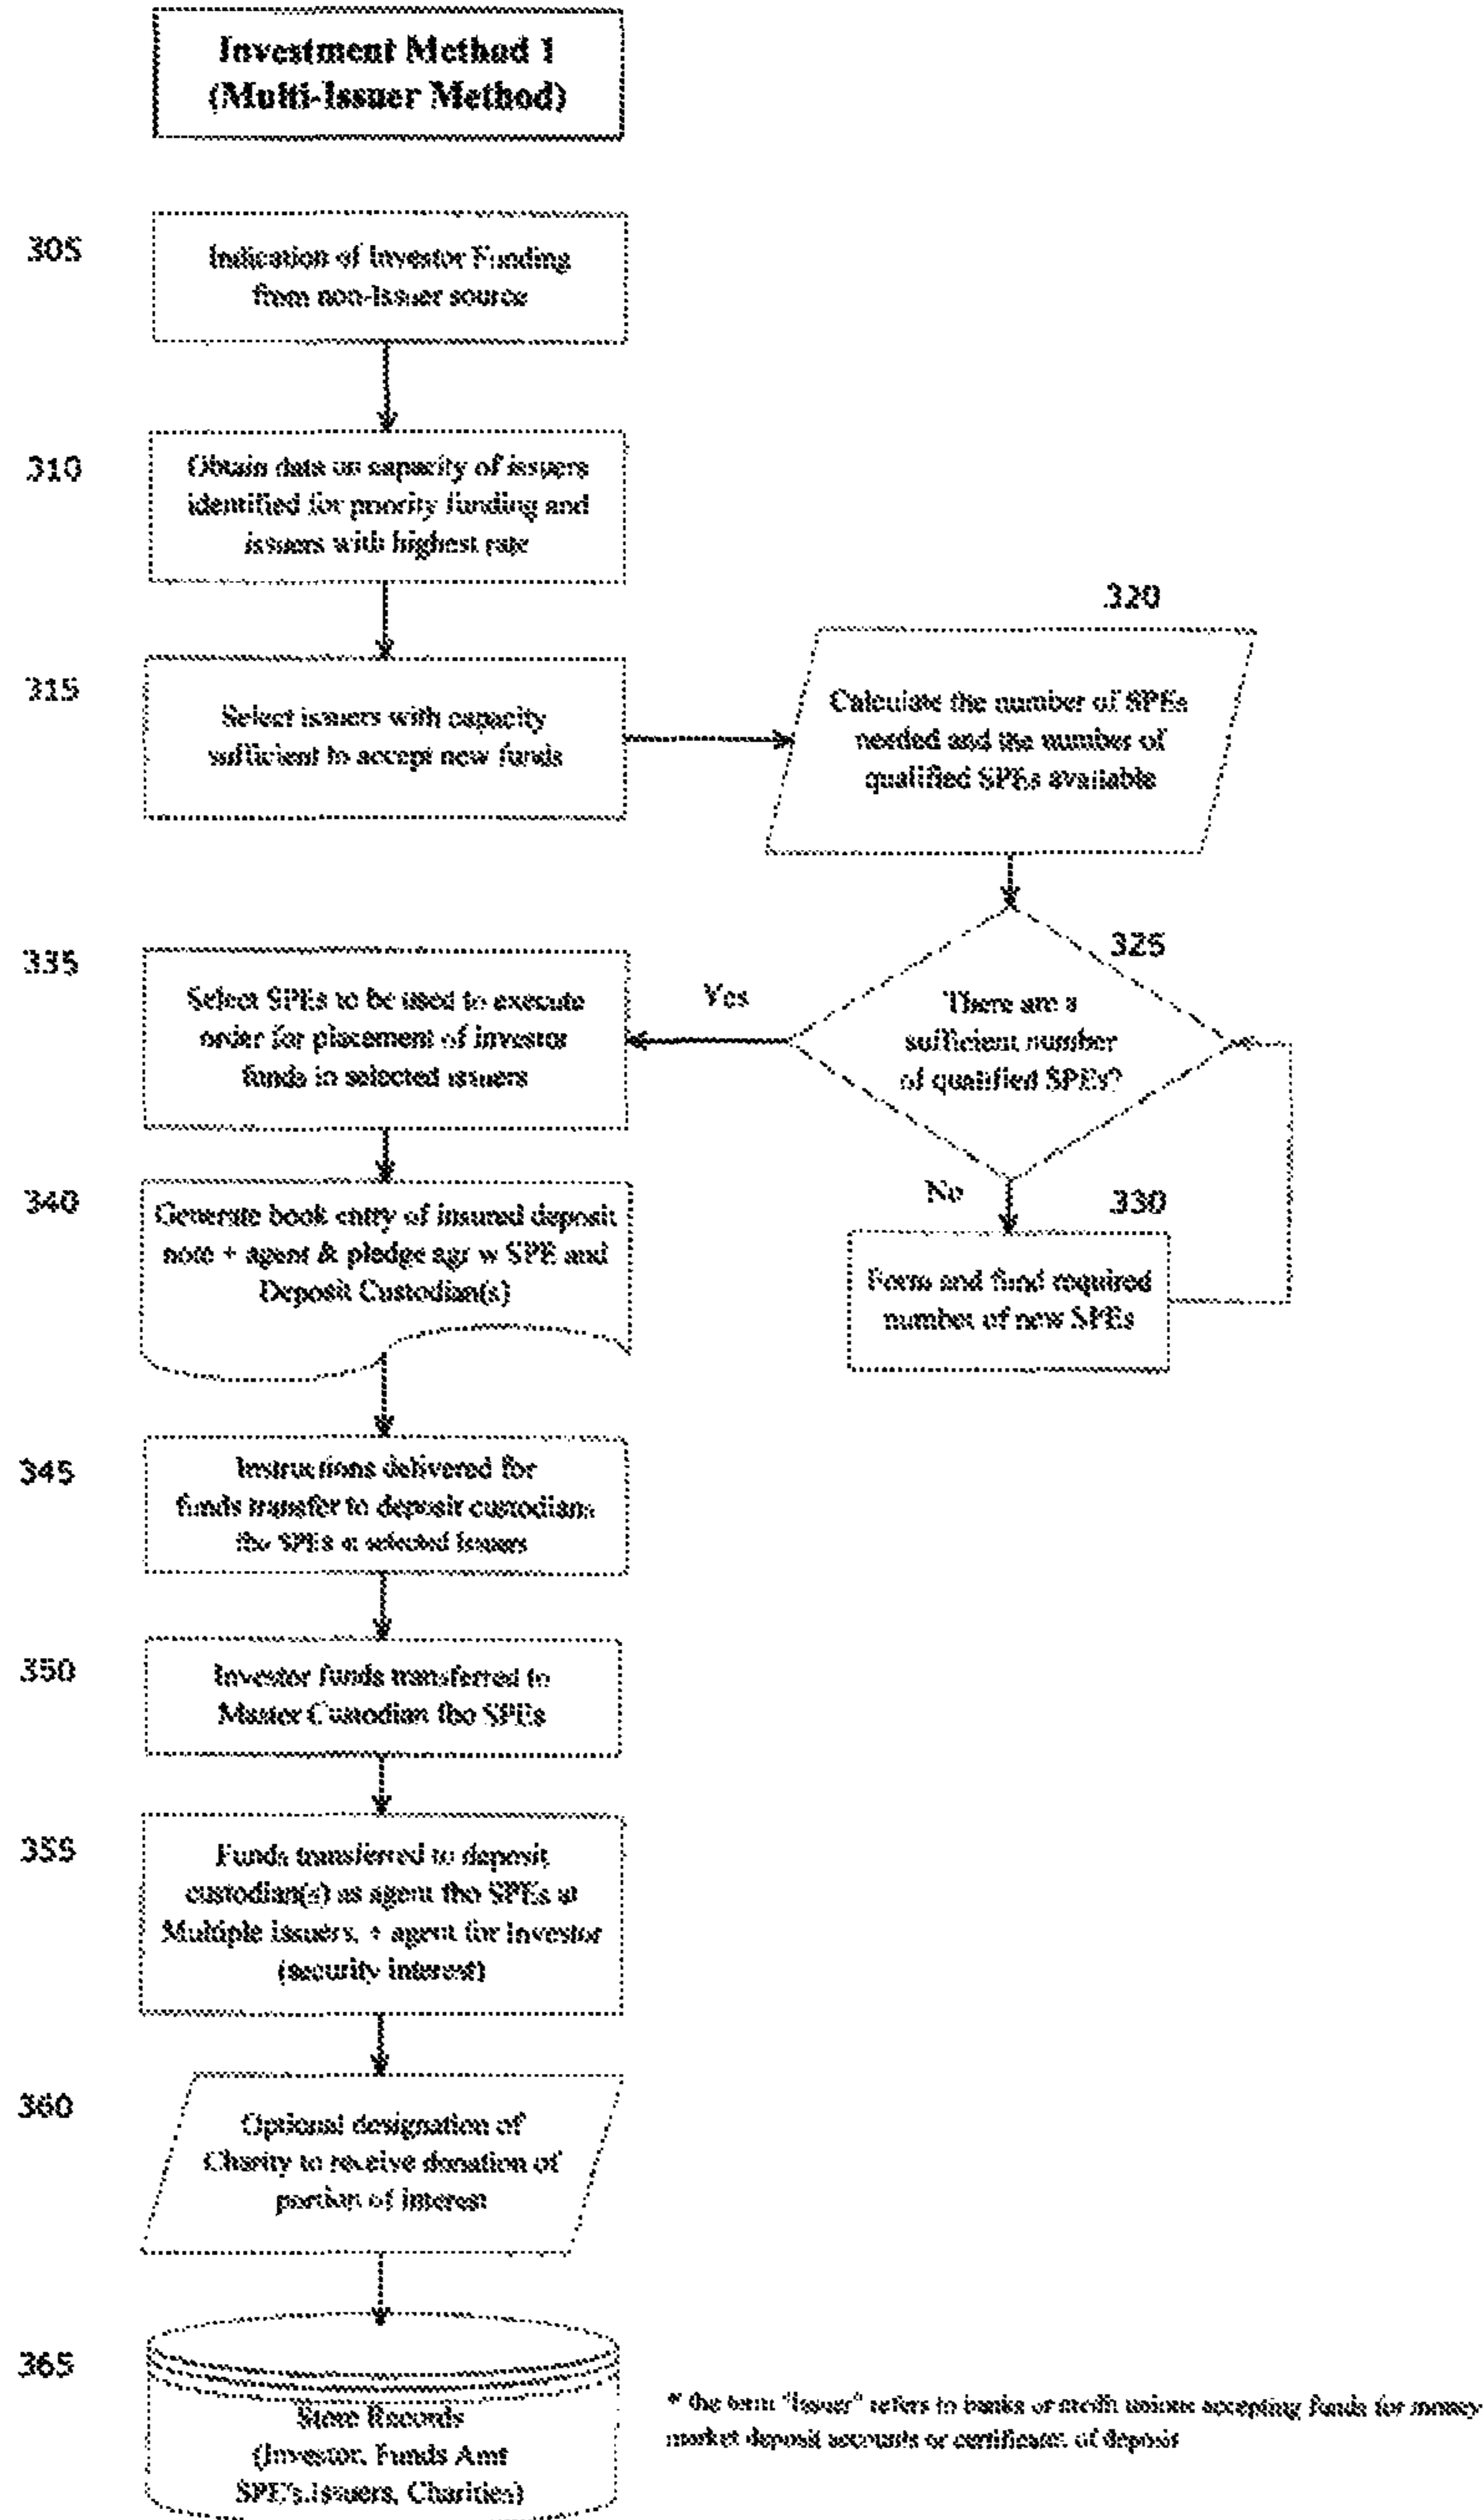 Investment Method 1
(Multi-Issuer Method)
305
Indication of Investor Funding
from non-Issuer source
310
Obtain data on capacity of issuers
identified for priority funding and
issuers with highest rate
315
Select issuers with capacity
sufficient to accept new funds
320
Calculate the number of SPEs
needed and the number of
qualified SPEs available
325
There are a
sufficient number
of qualified SPEs?
Yes
No
330
Form and fund required
number of new SPEs
335
Select SPEs to be used to execute
order for placement of investor
funds in selected issuers
340
Generate book entry of insured deposit
note + agent & pledge agr w SPE and
Deposit Custodian(s)
345
Instructions delivered for
funds transfer to deposit custodians
fbo SPEs at selected Issuers
350
Investor funds transferred to
Master Custodian fbo SPEs
355
Funds transferred to deposit
custodian(s) as agent fbo SPEs at
Multiple issuers, + agent for Investor
(security interest)
360
Optional designation of
Charity to receive donation of
portion of interest
365
Store Records
(Investor, Funds Amt
SPE's.Issuers, Charities)
* the term "Issuer" refers to banks or credit unions accepting funds for money
market deposit accounts or certificates of deposit